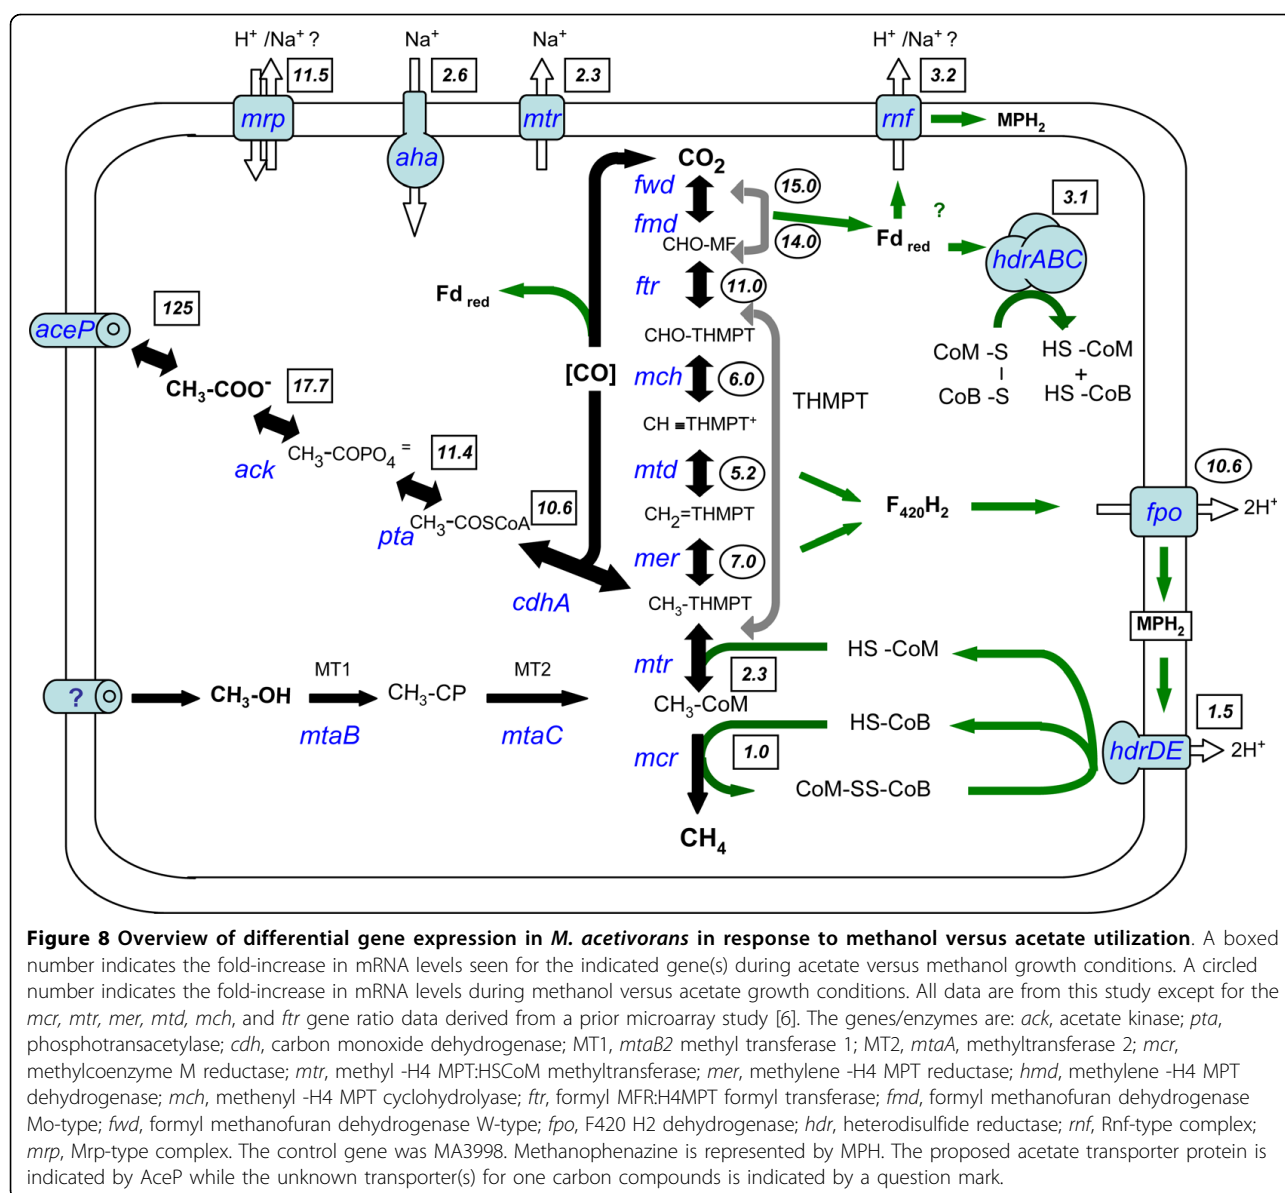 H+ /Na+ ?
11.5
Na+
2.6
Na+
2.3
H+ /Na+ ?
3.2
mrp
aha
mtr
rnf
MPH2
CO2
fwd
15.0
fmd
14.0
CHO-MF
Fd red
?
3.1
hdrABC
ftr
11.0
Fd red
125
aceP
CHO-THMPT
CoM -S
CoB -S
HS -CoM
+
HS -CoB
[CO]
mch
6.0
THMPT
CH3-COO-
17.7
CH ≡THMPT+
ack
CH3-COPO4 =
11.4
mtd
5.2
10.6
F420H2
fpo
2H+
10.6
pta
CH3-COSCoA
CH2=THMPT
mer
7.0
cdhA
CH3-THMPT
MPH2
mtr
HS -CoM
2.3
?
CH3-OH
MT1
mtaB
CH3-CP
MT2
mtaC
CH3-CoM
HS-CoB
1.5
hdrDE
2H+
mcr
1.0
CoM-SS-CoB
CH4
Figure 8 Overview of differential gene expression in M. acetivorans in response to methanol versus acetate utilization. A boxed
number indicates the fold-increase in mRNA levels seen for the indicated gene(s) during acetate versus methanol growth conditions. A circled
number indicates the fold-increase in mRNA levels during methanol versus acetate growth conditions. All data are from this study except for the
mcr, mtr, mer, mtd, mch, and ftr gene ratio data derived from a prior microarray study [6]. The genes/enzymes are: ack, acetate kinase; pta,
phosphotransacetylase; cdh, carbon monoxide dehydrogenase; MT1, mtaB2 methyl transferase 1; MT2, mtaA, methyltransferase 2; mcr,
methylcoenzyme M reductase; mtr, methyl -H4 MPT:HSCoM methyltransferase; mer, methylene -H4 MPT reductase; hmd, methylene -H4 MPT
dehydrogenase; mch, methenyl -H4 MPT cyclohydrolyase; ftr, formyl MFR:H4MPT formyl transferase; fmd, formyl methanofuran dehydrogenase
Mo-type; fwd, formyl methanofuran dehydrogenase W-type; fpo, F420 H2 dehydrogenase; hdr, heterodisulfide reductase; rnf, Rnf-type complex;
mrp, Mrp-type complex. The control gene was MA3998. Methanophenazine is represented by MPH. The proposed acetate transporter protein is
indicated by AceP while the unknown transporter(s) for one carbon compounds is indicated by a question mark.